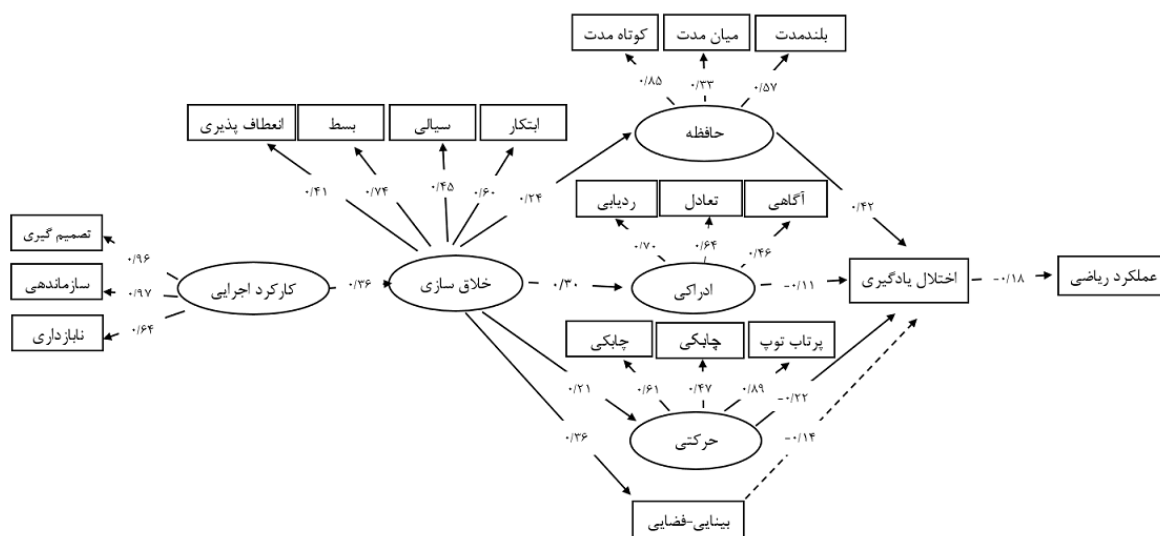 کوتاه مدت
میان مدت
بلندمدت
۰/۸۵
۰/۳۳
۰/۵۷
حافظه
انعطاف پذیری
بسط
سیالی
ابتکار
۰/۴۱
۰/۷۴
۰/۴۵
۰/۶۰
۰/۲۴
۰/۴۲
ردیابی
تعادل
آگاهی
۰/۷۰
۰/۶۴
۰/۴۶
تصمیم گیری
سازماندهی
نابازداری
۰/۹۶
۰/۹۷
۰/۶۴
کارکرد اجرایی
۰/۳۶
خلاق سازی
۰/۳۰
ادراکی
-۰/۱۱
اختلال یادگیری
-۰/۱۸
عملکرد ریاضی
چابکی
چابکی
پرتاب توپ
۰/۶۱
۰/۴۷
۰/۸۹
۰/۲۱
-۰/۲۲
حرکتی
۰/۳۶
-۰/۱۴
بینایی-فضایی